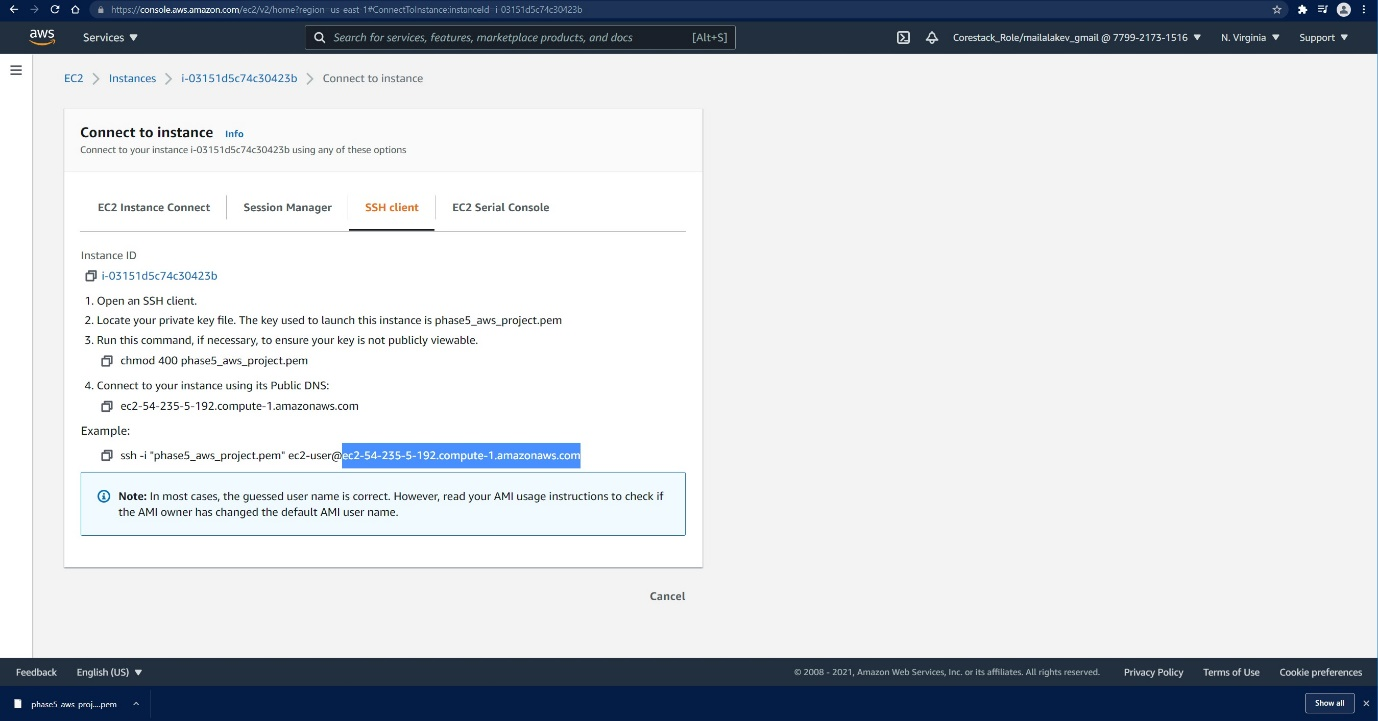 https://console.aws.amazon.com/ec2/v2/home?region=us-east-1#ConnectToInstance:instanceId=i-03151d5c74c30423b
aws
Services
Search for services, features, marketplace products, and docs
[Alt+S]
Corestack_Role/mailalakev_gmail @ 7799-2173-1516
N. Virginia
Support
EC2
Instances
i-03151d5c74c30423b
Connect to instance
Connect to instance Info
Connect to your instance i-03151d5c74c30423b using any of these options
EC2 Instance Connect
Session Manager
SSH client
EC2 Serial Console
Instance ID
i-03151d5c74c30423b
1. Open an SSH client.
2. Locate your private key file. The key used to launch this instance is phase5_aws_project.pem
3. Run this command, if necessary, to ensure your key is not publicly viewable.
chmod 400 phase5_aws_project.pem
4. Connect to your instance using its Public DNS:
ec2-54-235-5-192.compute-1.amazonaws.com
Example:
ssh -i "phase5_aws_project.pem" ec2-user@ec2-54-235-5-192.compute-1.amazonaws.com
Note: In most cases, the guessed user name is correct. However, read your AMI usage instructions to check if
the AMI owner has changed the default AMI user name.
Cancel
Feedback
English (US)
© 2008 - 2021, Amazon Web Services, Inc. or its affiliates. All rights reserved.
Privacy Policy
Terms of Use
Cookie preferences
phase5_aws_proj....pem
Show all